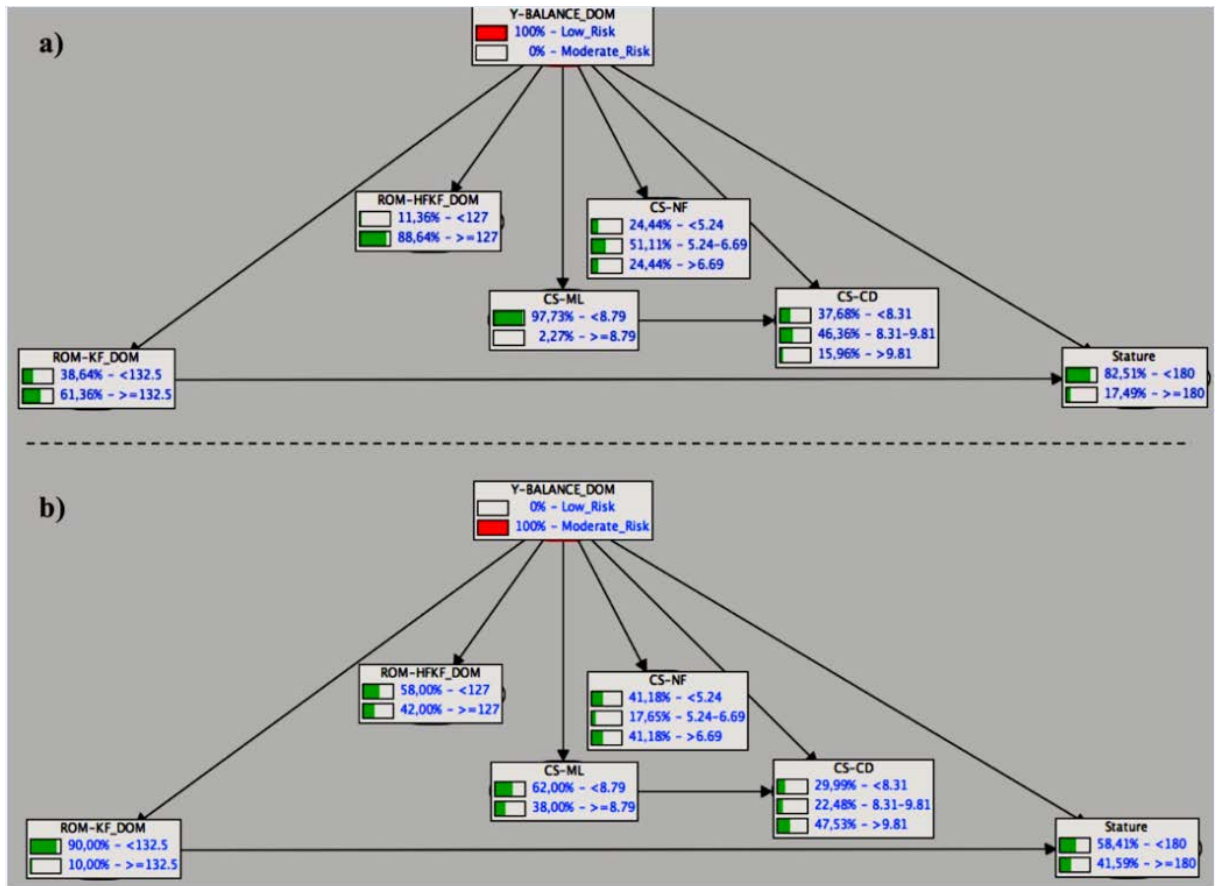 a)
Y-BALANCE_DOM
100% - Low_Risk
0% - Moderate_Risk
ROM-HFKF_DOM
11,36% - <127
88,64% - >=127
CS-NF
24,44% - <5.24
51,11% - 5.24-6.69
24,44% - >6.69
CS-ML
97,73% - <8.79
2,27% - >=8.79
CS-CD
37,68% - <8.31
46,36% - 8.31-9.81
15,96% - >9.81
ROM-KF_DOM
38,64% - <132.5
61,36% - >=132.5
Stature
82,51% - <180
17,49% - >=180
b)
Y-BALANCE_DOM
0% - Low_Risk
100% - Moderate_Risk
ROM-HFKF_DOM
58,00% - <127
42,00% - >=127
CS-NF
41,18% - <5.24
17,65% - 5.24-6.69
41,18% - >6.69
CS-ML
62,00% - <8.79
38,00% - >=8.79
CS-CD
29,99% - <8.31
22,48% - 8.31-9.81
47,53% - >9.81
ROM-KF_DOM
90,00% - <132.5
10,00% - >=132.5
Stature
58,41% - <180
41,59% - >=180